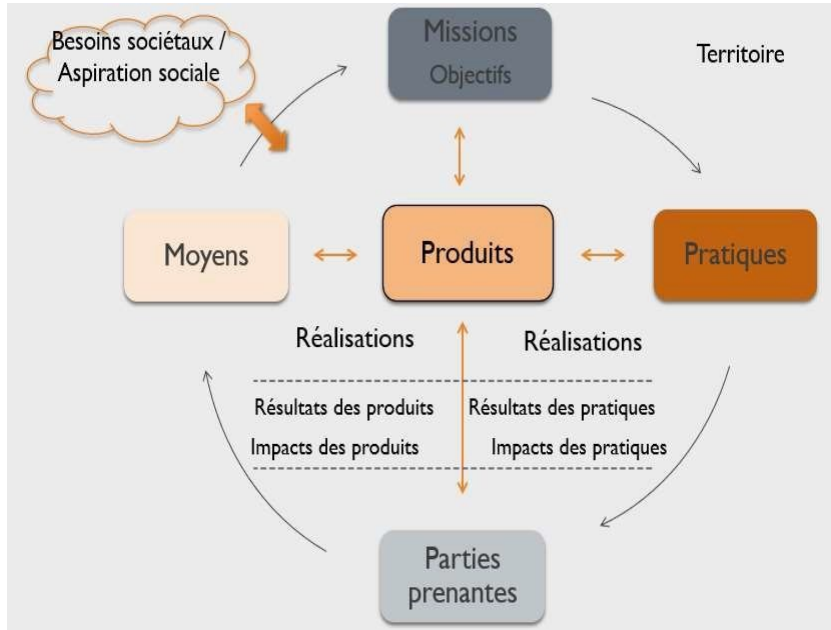 Besoins sociétaux /
Aspiration sociale
Missions
Objectifs
Territoire
Moyens
Produits
Pratiques
Réalisations
Réalisations
Résultats des produits
Résultats des pratiques
Impacts des produits
Impacts des pratiques
Parties
prenantes